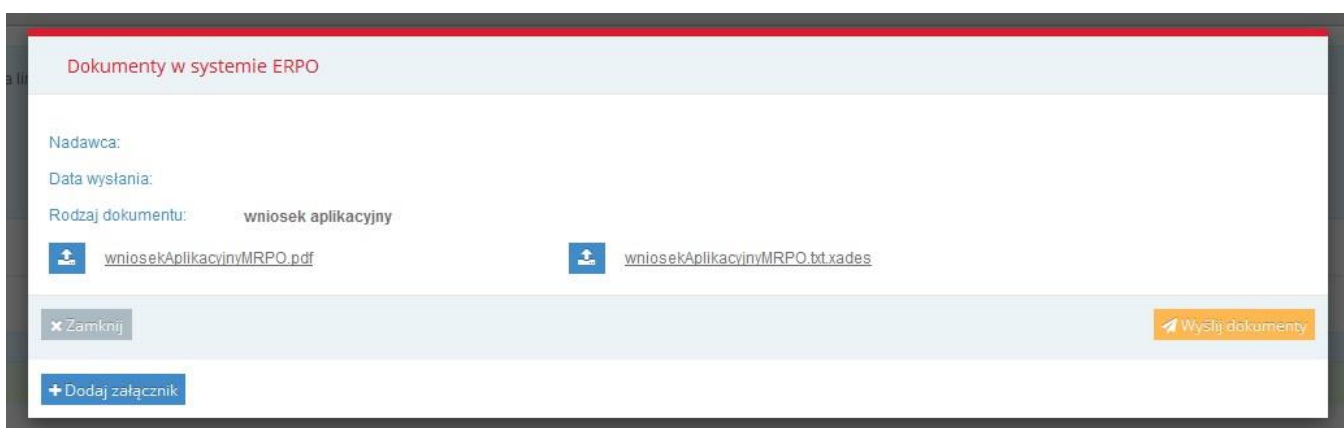 Dokumenty w systemie ERPO
Nadawca:
Data wysłania:
Rodzaj dokumentu: wniosek aplikacyjny
wniosekAplikacyjnyMRPO.pdf wniosekAplikacyjnyMRPO.txt.xades
Zamknij Wyślij dokumenty
Dodaj załącznik